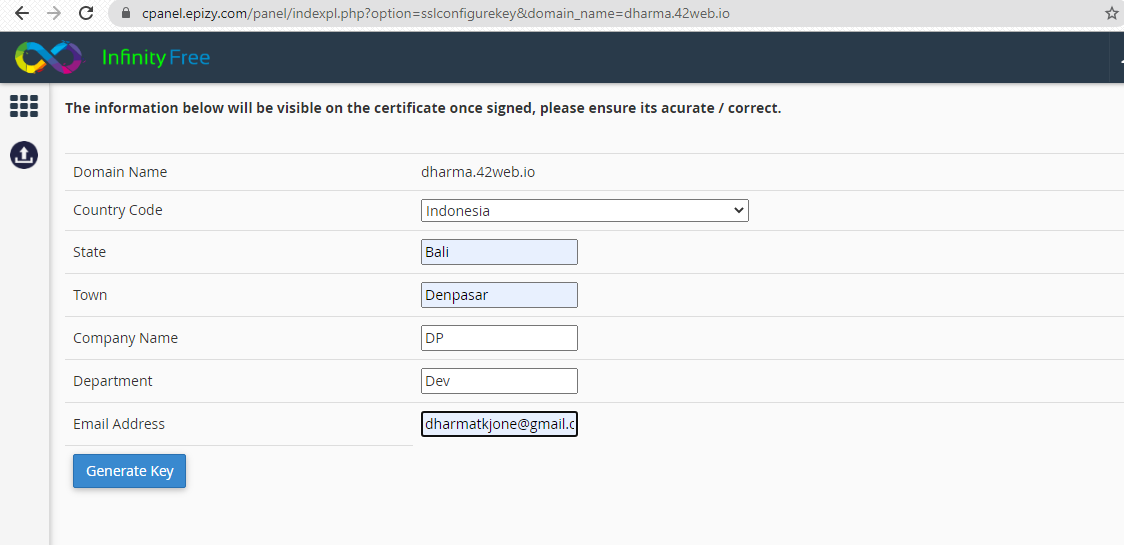 cpanel.epizy.com/panel/indexpl.php?option=sslconfigurekey&domain_name=dharma.42web.io
InfinityFree
The information below will be visible on the certificate once signed, please ensure its acurate / correct.
Domain Name dharma.42web.io
Country Code Indonesia
State Bali
Town Denpasar
Company Name DP
Department Dev
Email Address dharmatkjone@gmail.c
Generate Key